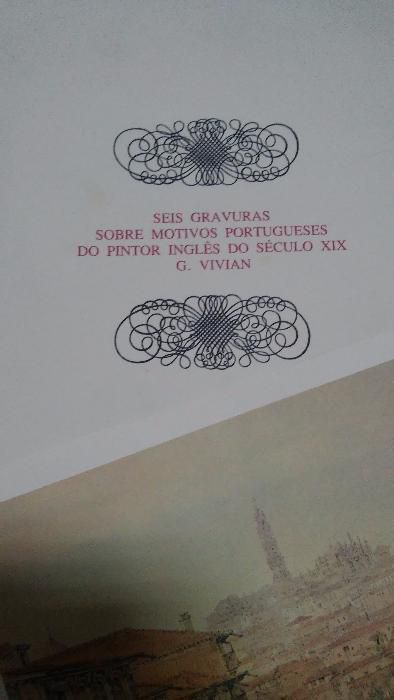 SEIS GRAVURAS
SOBRE MOTIVOS PORTUGUESES
DO PINTOR INGLÊS DO SÉCULO XIX
G. VIVIAN